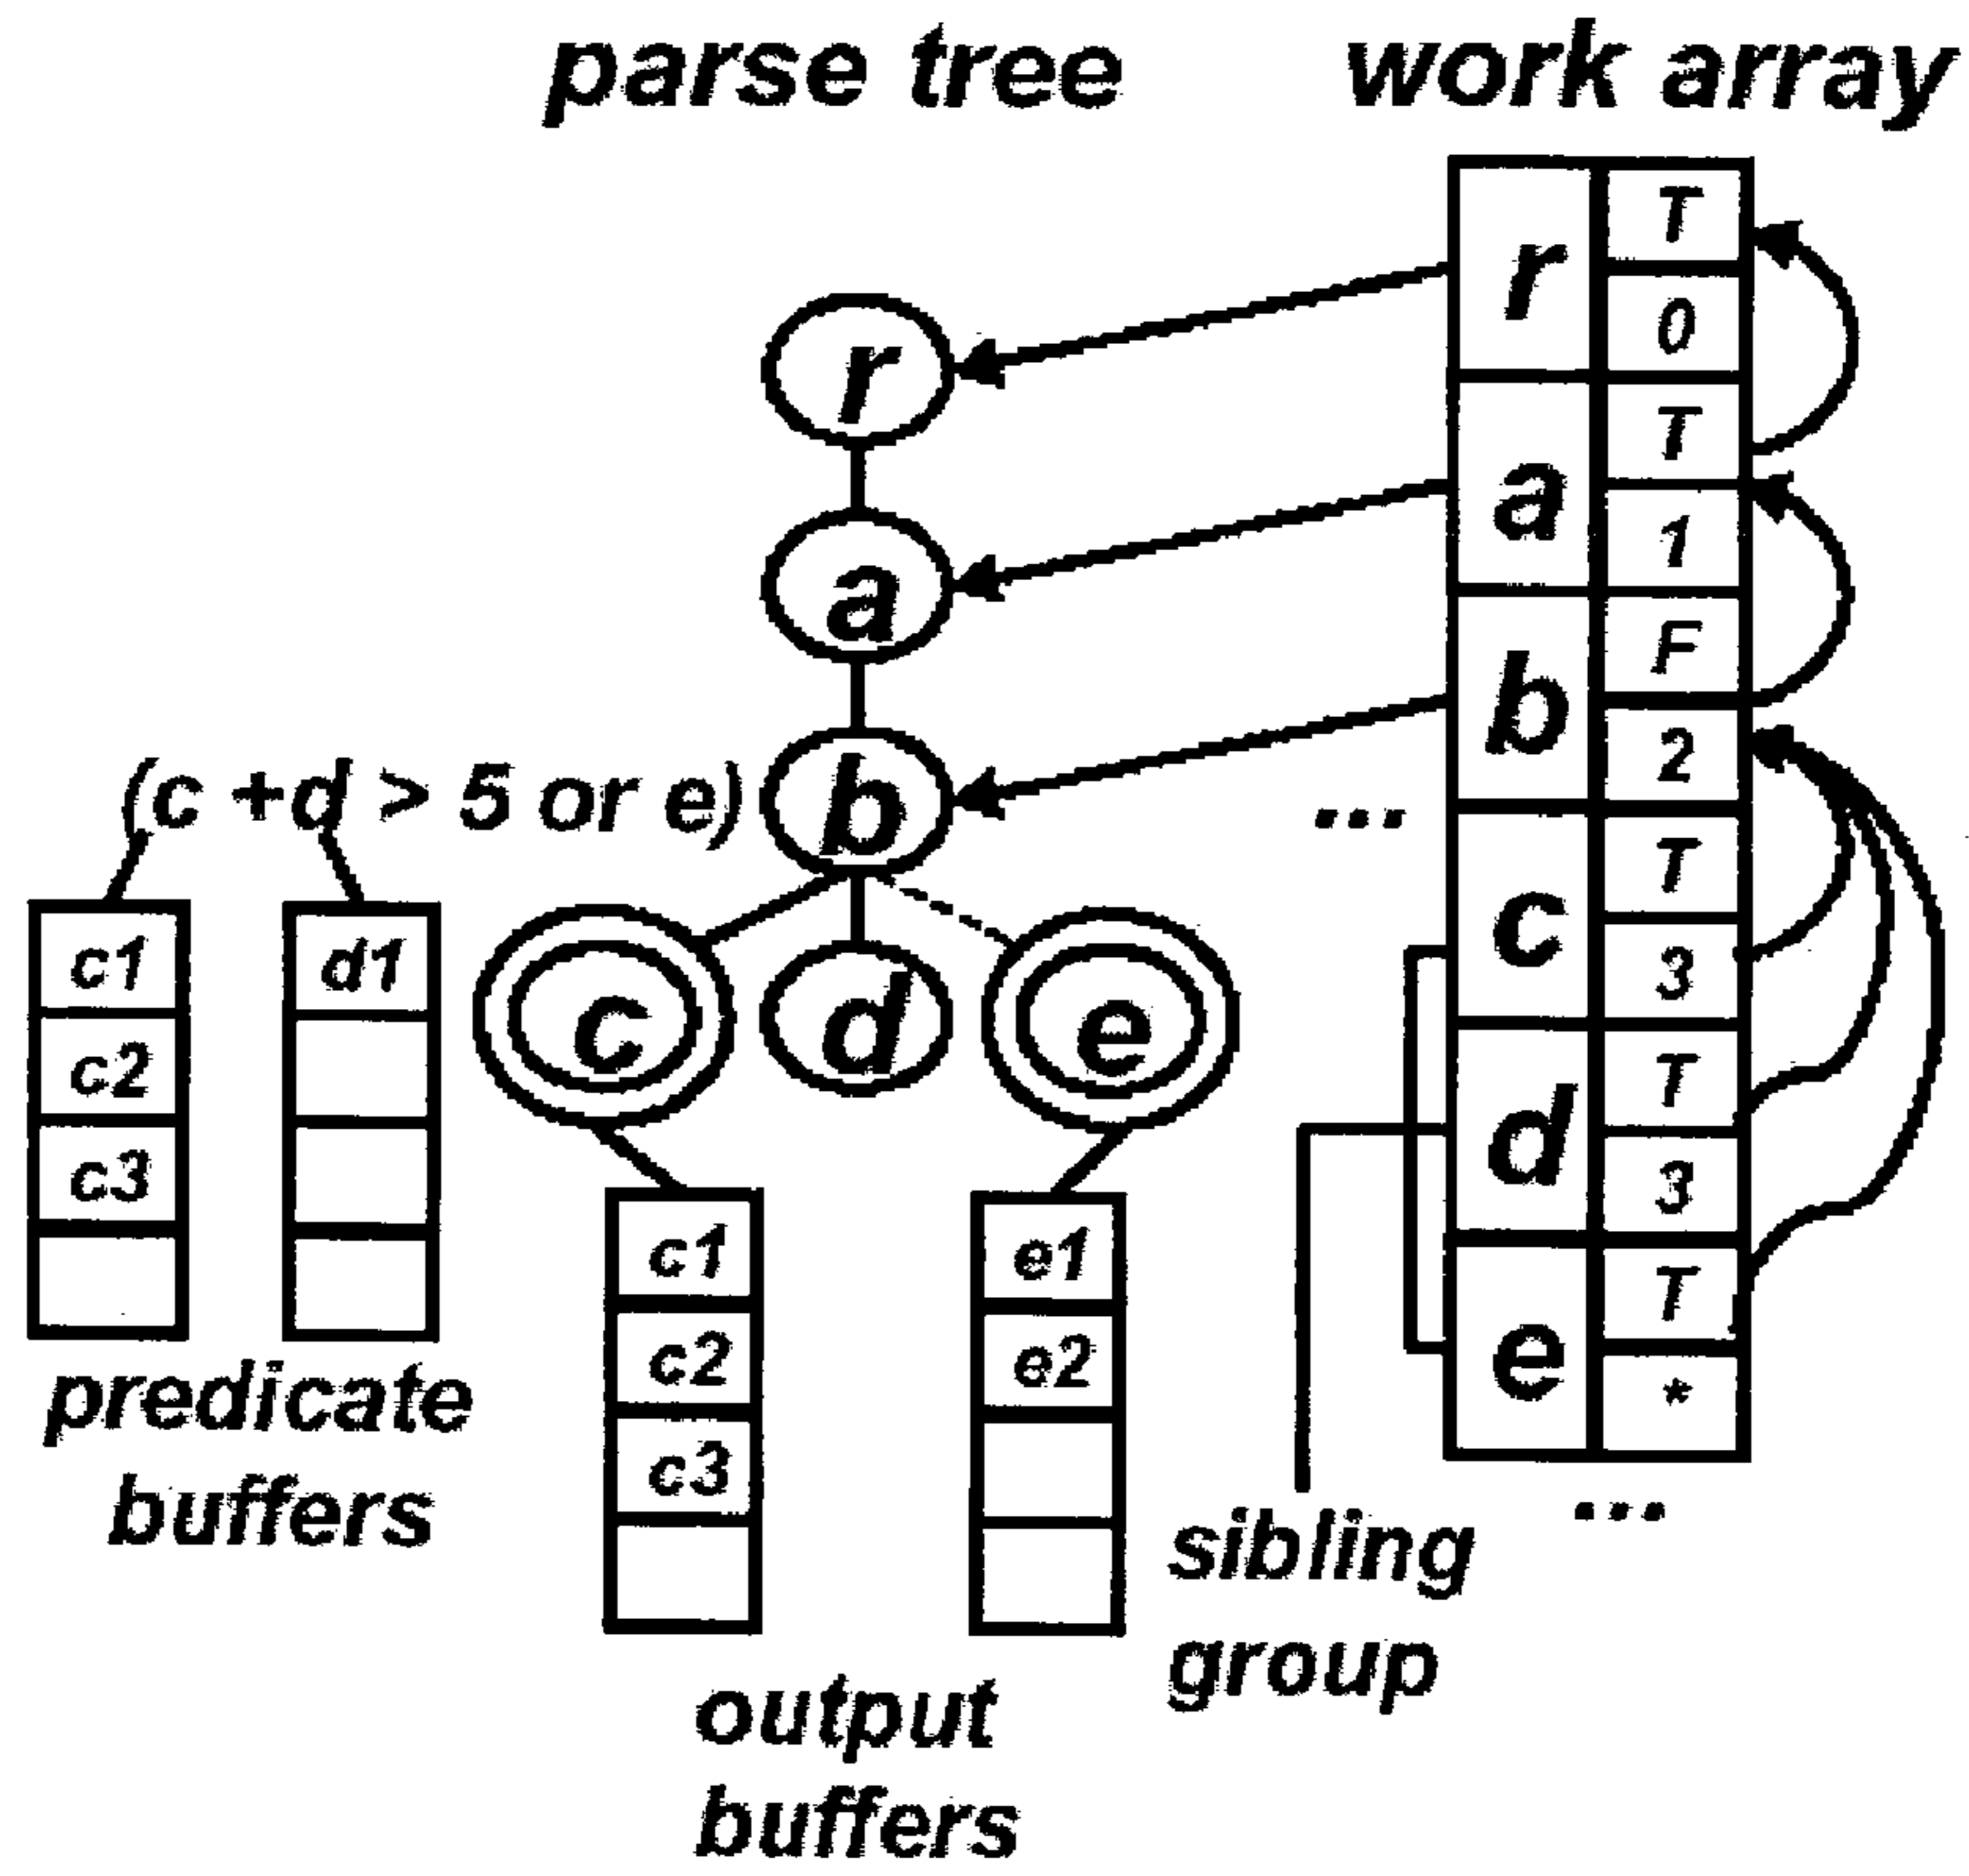 parse tree
work array
r
T
0
a
T
1
b
F
2
c
T
3
d
T
3
e
T
*
r
a
b
(c +d > 5 or e)
...
c
d
e
c1
c2
c3
d1
predicate
buffers
c1
c2
c3
e1
e2
output
buffers
sibling
group
...